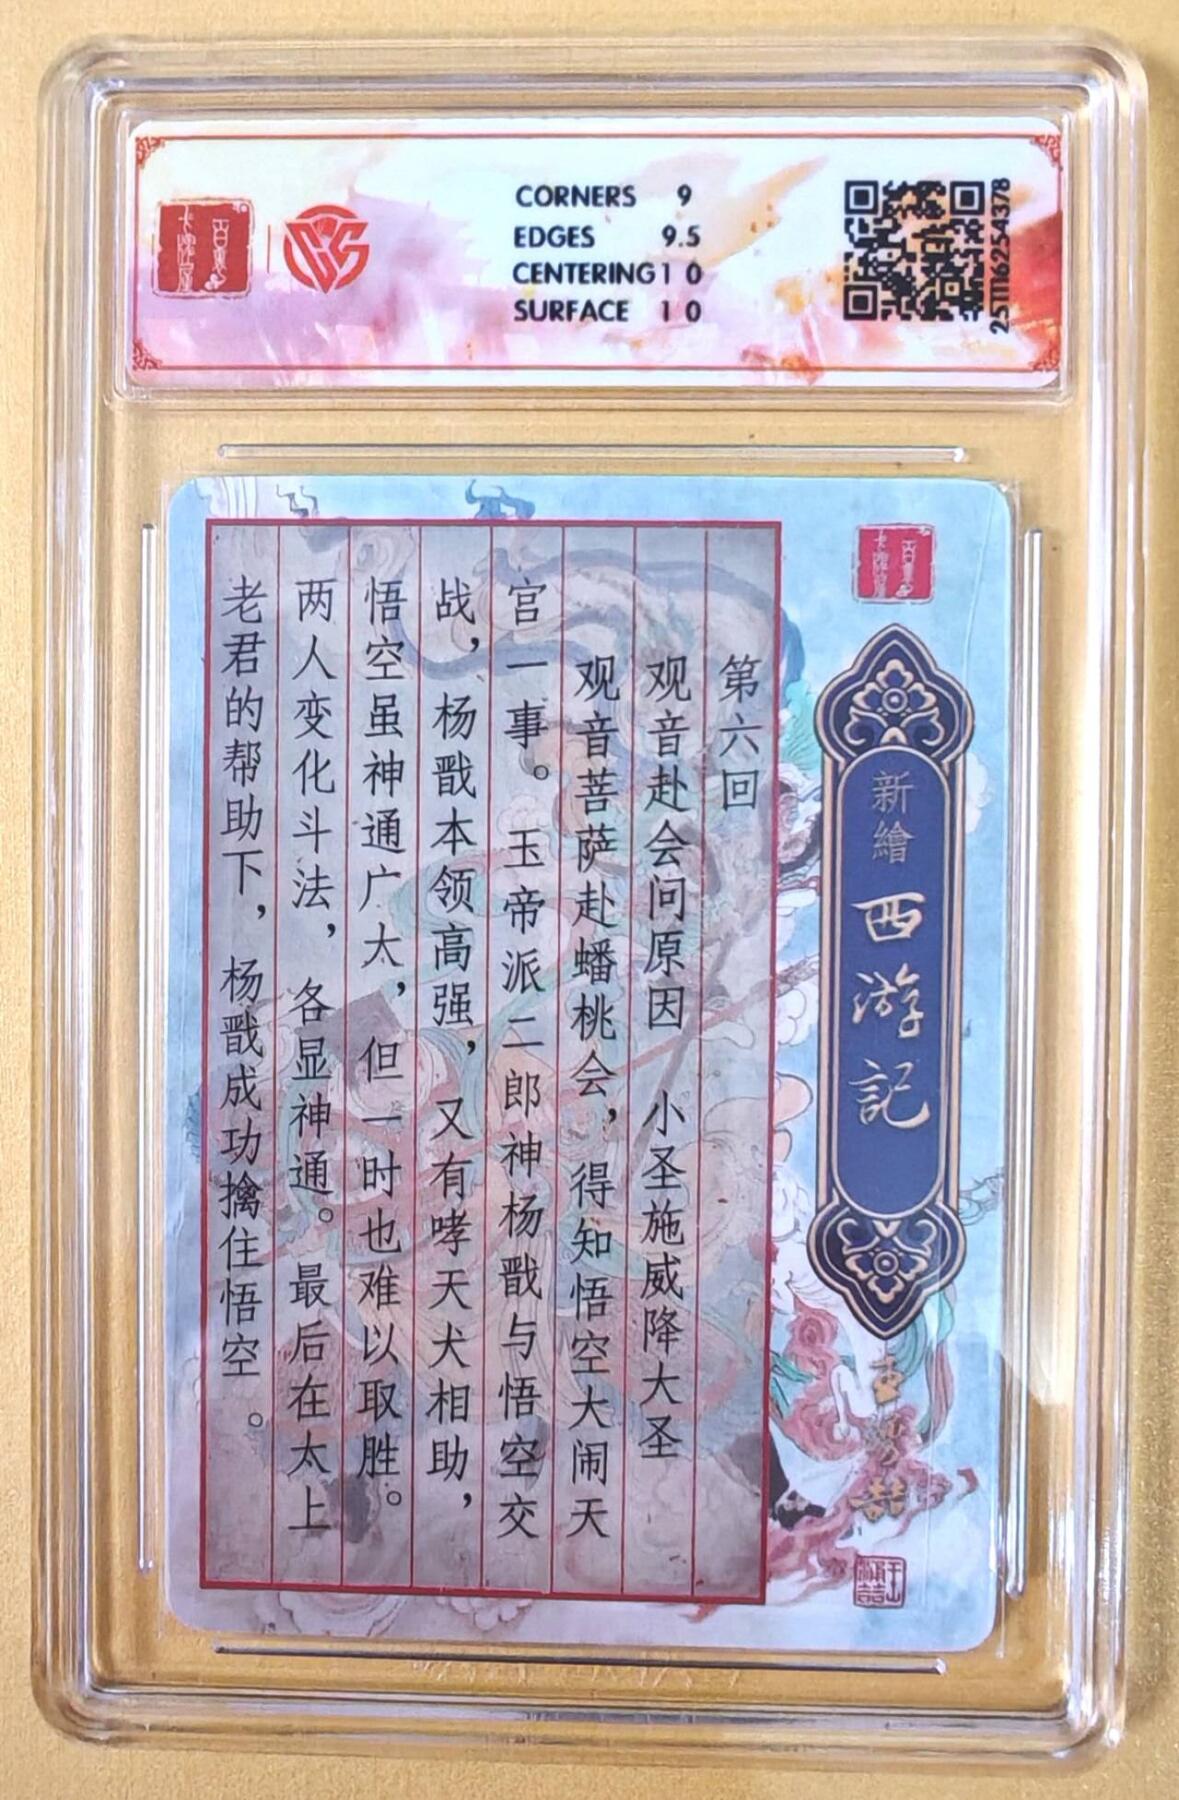 CORNERS 9
EDGES 9.5
CENTERING 1 0
SURFACE 1 0
251116254378
新繪
西游記
第六回
观音赴会问原因 小圣施威降大圣
观音菩萨赴蟠桃会，得知悟空大闹天
宫一事。玉帝派二郎神杨戬与悟空交
战，杨戬本领高强，又有哮天犬相助，
悟空虽神通广大，但一时也难以取胜。
两人变化斗法，各显神通。最后在太上
老君的帮助下，杨戬成功擒住悟空。